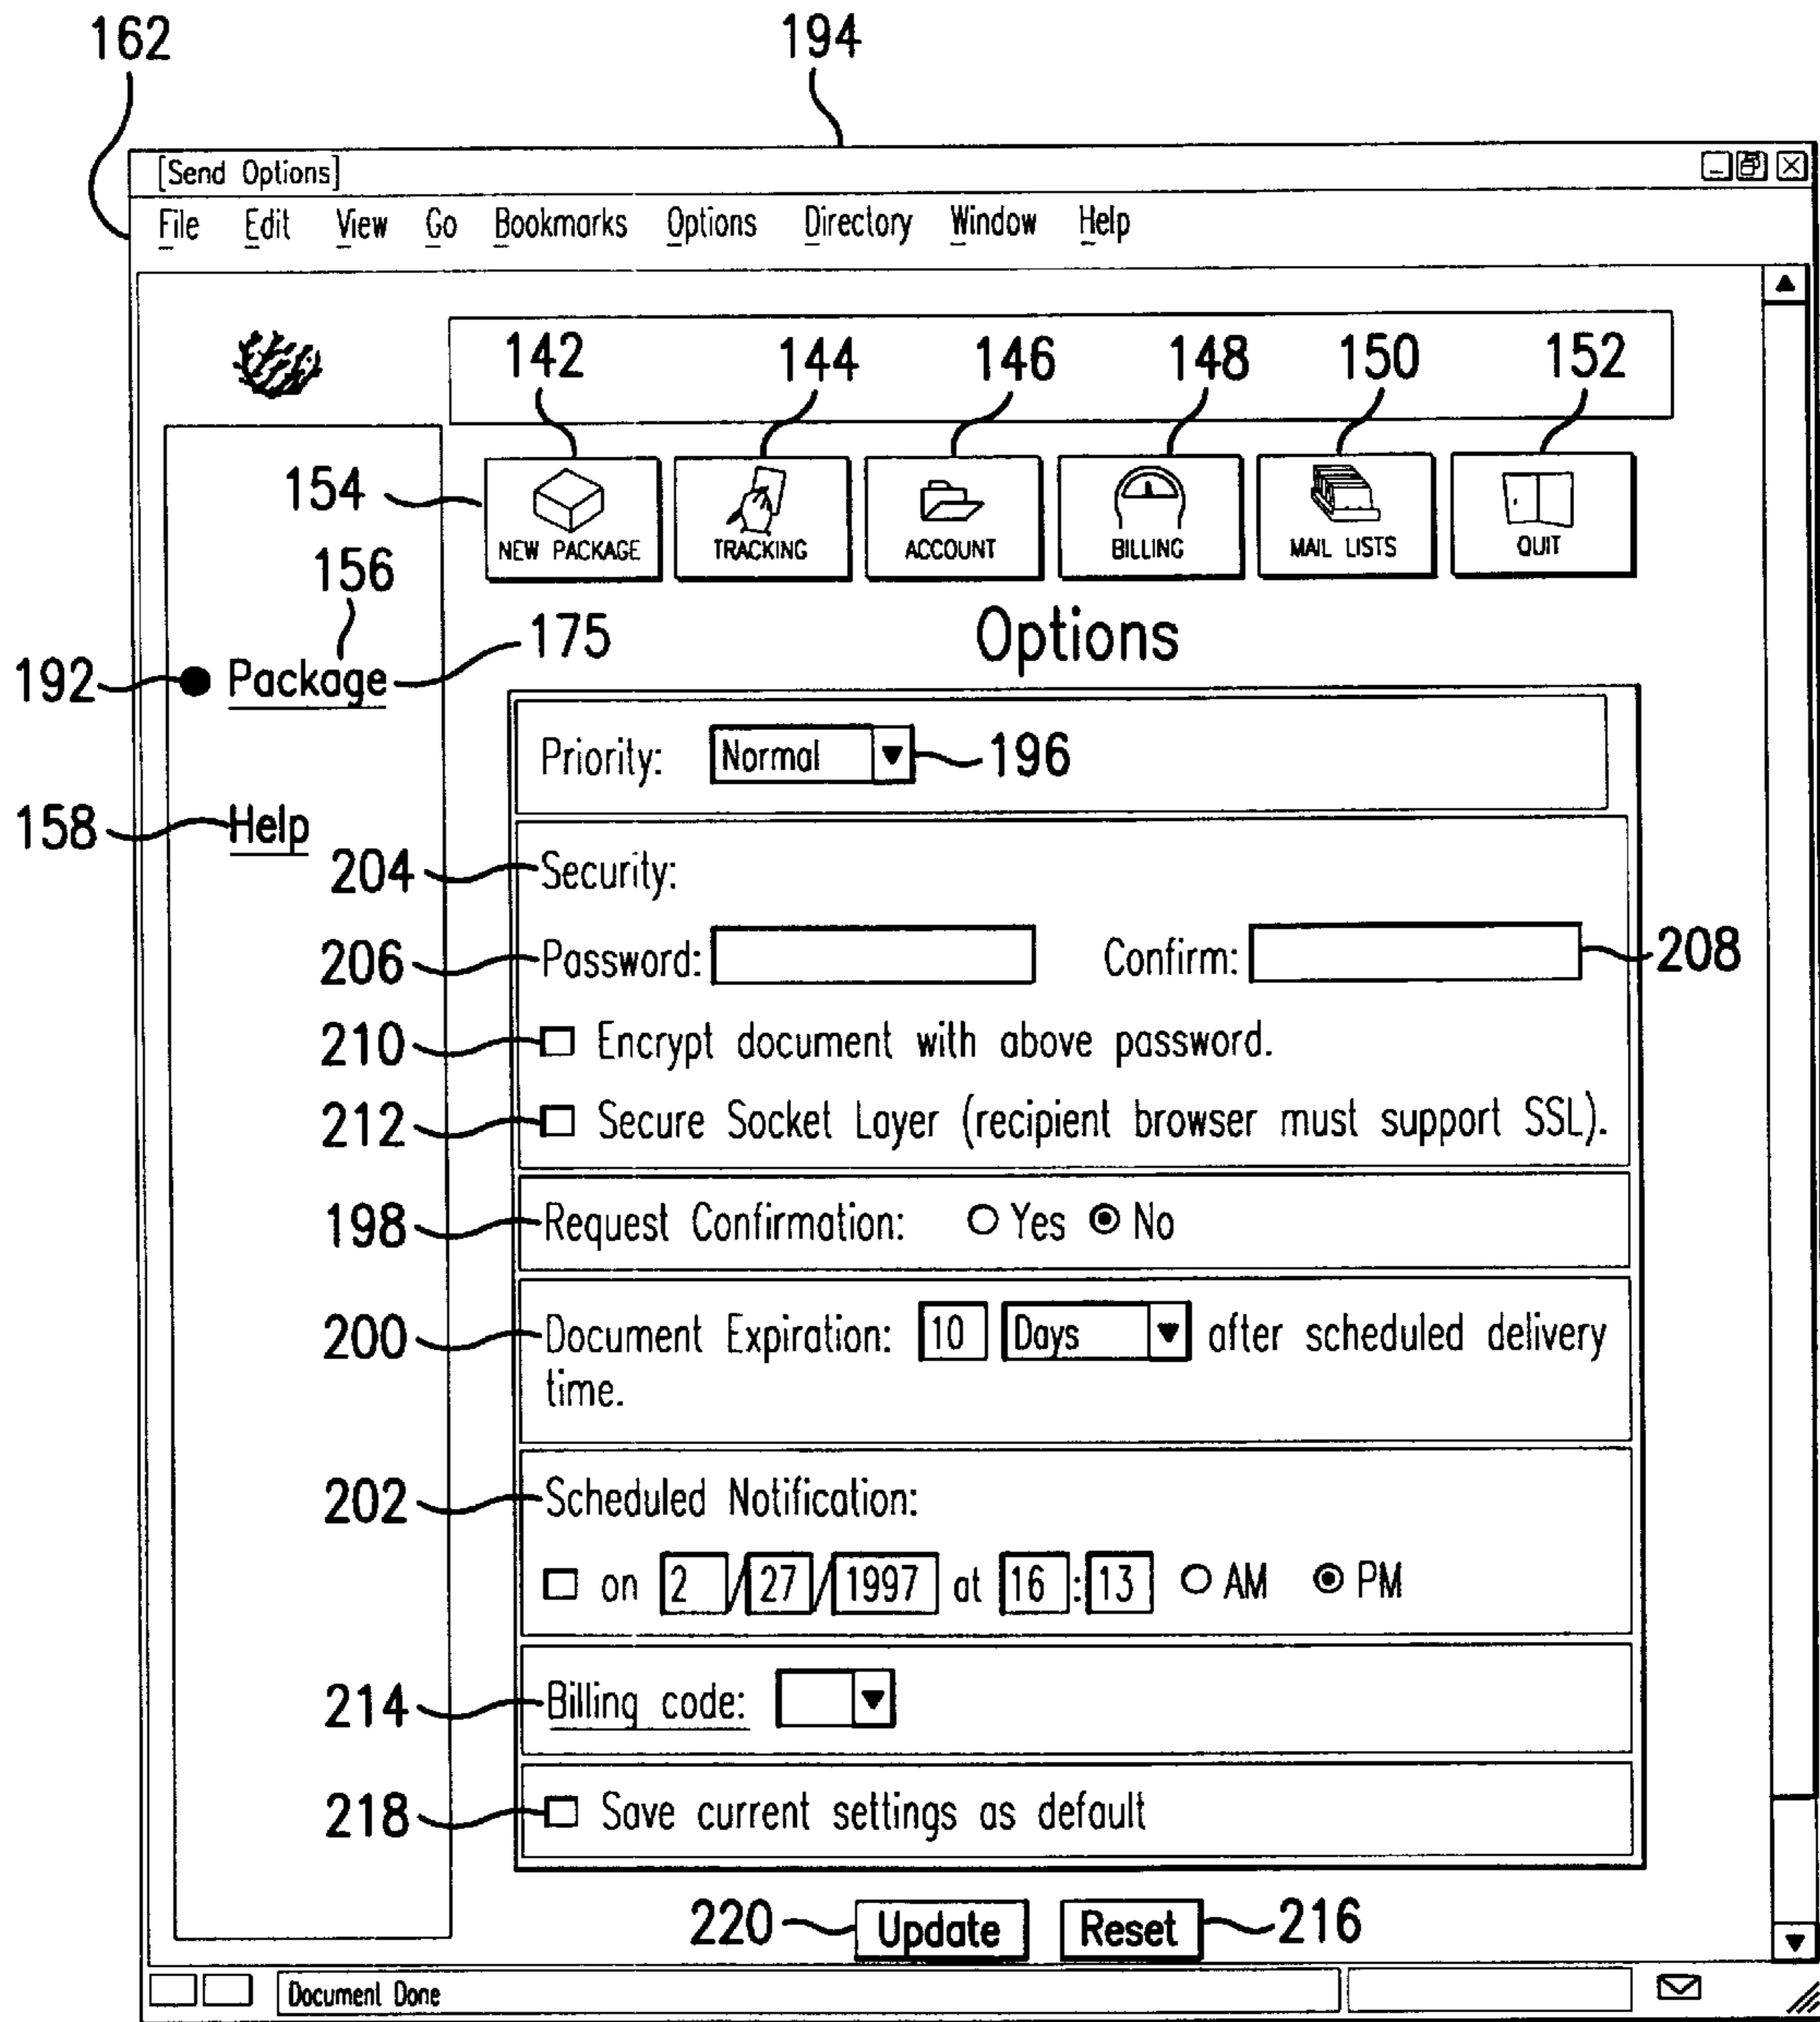 162
194
[Send Options]
File Edit View Go Bookmarks Options Directory Window Help
142 144 146 148 150 152
154
NEW PACKAGE TRACKING ACCOUNT BILLING MAIL LISTS QUIT
156
175
Options
192 Package
Priority: Normal 196
158 Help
204 Security:
206 Password: Confirm: 208
210 Encrypt document with above password.
212 Secure Socket Layer (recipient browser must support SSL).
198 Request Confirmation: Yes No
200 Document Expiration: 10 Days after scheduled delivery
time.
202 Scheduled Notification:
on 2 / 27 / 1997 at 16 : 13 AM PM
214 Billing code:
218 Save current settings as default
220 Update Reset 216
Document Done